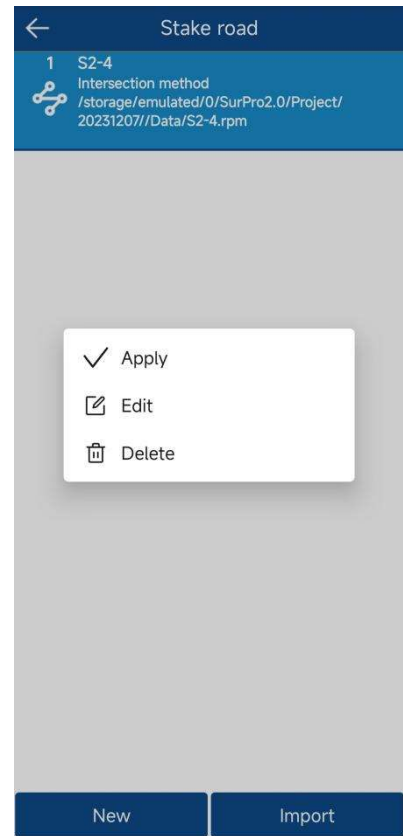 Stake road
1 S2-4
Intersection method
/storage/emulated/0/SurPro2.0/Project/
20231207//Data/S2-4.rpm
Apply
Edit
Delete
New Import